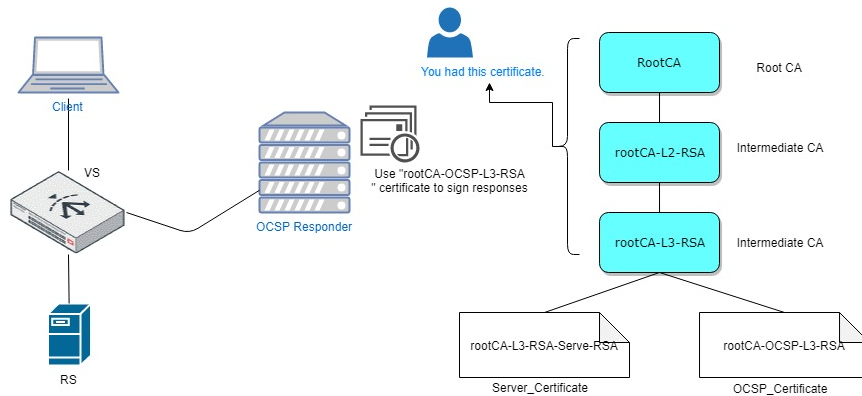 Client
VS
RS
OCSP Responder
Use "rootCA-OCSP-L3-RSA
" certificate to sign responses
You had this certificate.
RootCA
Root CA
rootCA-L2-RSA
Intermediate CA
rootCA-L3-RSA
Intermediate CA
rootCA-L3-RSA-Serve-RSA
Server_Certificate
rootCA-OCSP-L3-RSA
OCSP_Certificate